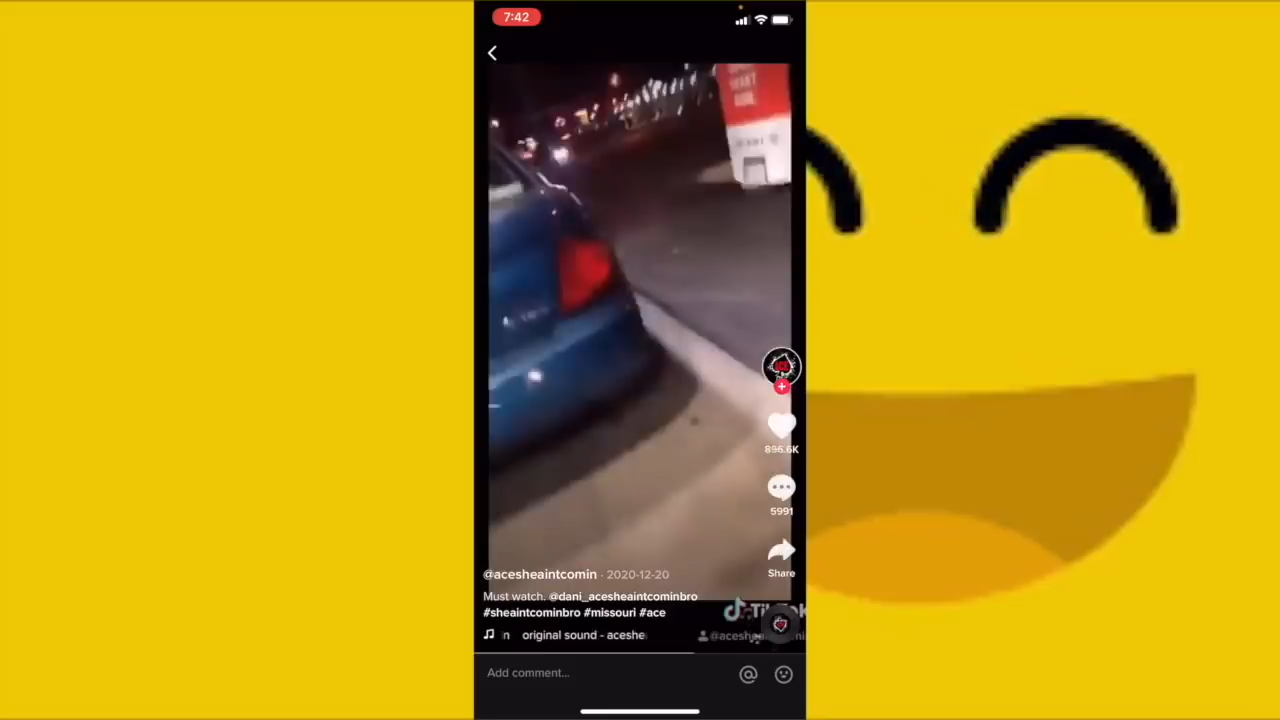 7:42
896.6K
5991
Share
@acesheaintcomin · 2020-12-20
Must watch. @dani_acesheaintcominbro
#sheaintcominbro #missouri #ace
original sound - aceshe
Add comment...